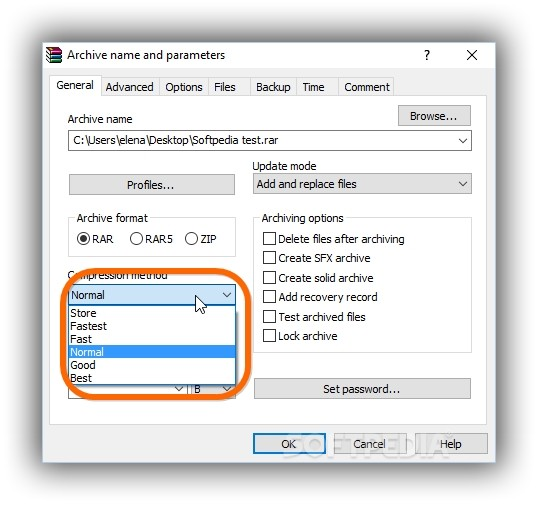 Archive name and parameters
?
General Advanced Options Files Backup Time Comment
Archive name
Browse...
C:\Users\elena\Desktop\Softpedia test.rar
Update mode
Profiles...
Add and replace files
Archive format
RAR RAR5 ZIP
Archiving options
Delete files after archiving
Create SFX archive
Create solid archive
Add recovery record
Test archived files
Lock archive
Compression method
Normal
Store
Fastest
Fast
Normal
Good
Best
B
Set password...
OK Cancel Help
SOFTPEDIA